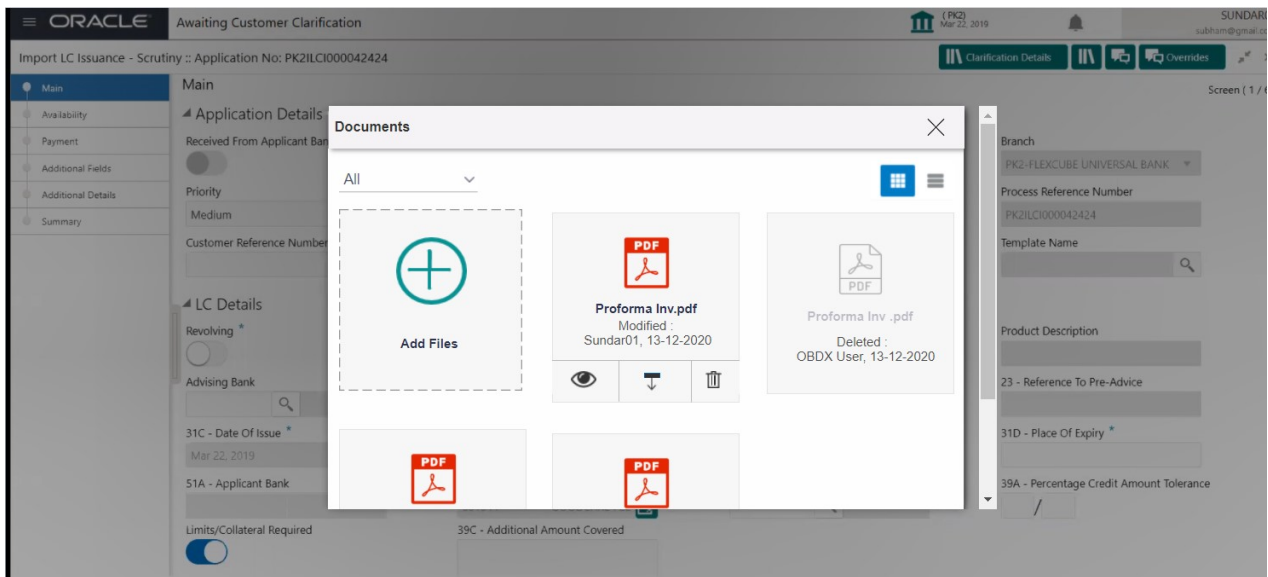 ORACLE
Awaiting Customer Clarification
( PK2)
Mar 22, 2019
Import LC Issuance - Scrutiny :: Application No: PK2ILCI000042424
Clarification Details
Overrides
Main
Availability
Payment
Additional Fields
Additional Details
Summary
Main
Screen ( 1 / 6
Application Details
Received From Applicant Ban
Branch
PK2-FLEXCUBE UNIVERSAL BANK
Priority
Medium
Process Reference Number
PK2ILCI000042424
Customer Reference Number
Template Name
LC Details
Revolving *
Product Description
Advising Bank
23 - Reference To Pre-Advice
31C - Date Of Issue *
Mar 22, 2019
31D - Place Of Expiry *
51A - Applicant Bank
39A - Percentage Credit Amount Tolerance
/
Limits/Collateral Required
39C - Additional Amount Covered
Documents
All
Add Files
PDF
Proforma Inv.pdf
Modified :
Sundar01, 13-12-2020
PDF
Proforma Inv .pdf
Deleted :
OBDX User, 13-12-2020
PDF
PDF